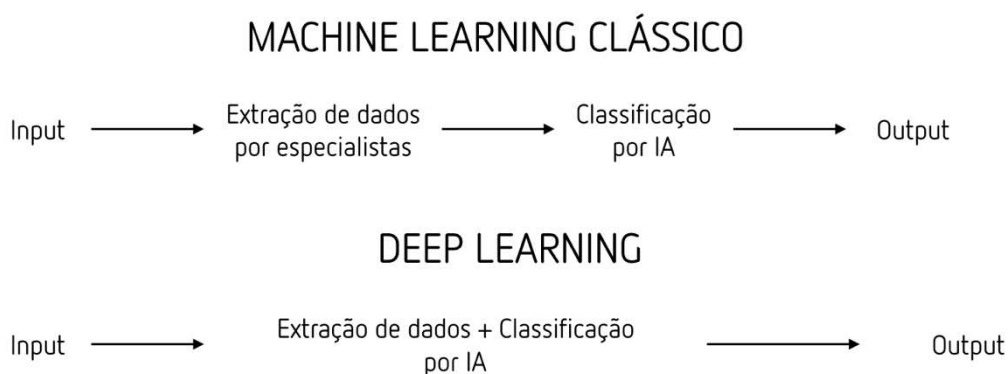 MACHINE LEARNING CLÁSSICO
Input
Extração de dados
por especialistas
Classificação
por IA
Output
DEEP LEARNING
Input
Extração de dados + Classificação
por IA
Output